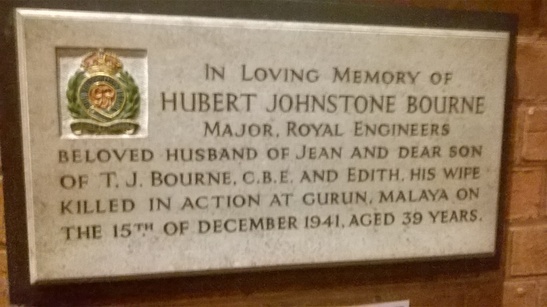 IN LOVING MEMORY OF
HUBERT JOHNSTONE BOURNE
MAJOR, ROYAL ENGINEERS
BELOVED HUSBAND OF JEAN AND DEAR SON
OF T. J. BOURNE, C.B.E. AND EDITH, HIS WIFE
KILLED IN ACTION AT GURUN, MALAYA ON
THE 15TH OF DECEMBER 1941, AGED 39 YEARS.